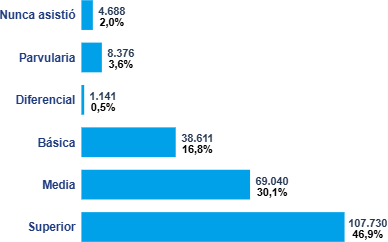 Nunca asistió
4.688
2,0%
Parvularia
8.376
3,6%
Diferencial
1.141
0,5%
Básica
38.611
16,8%
Media
69.040
30,1%
Superior
107.730
46,9%